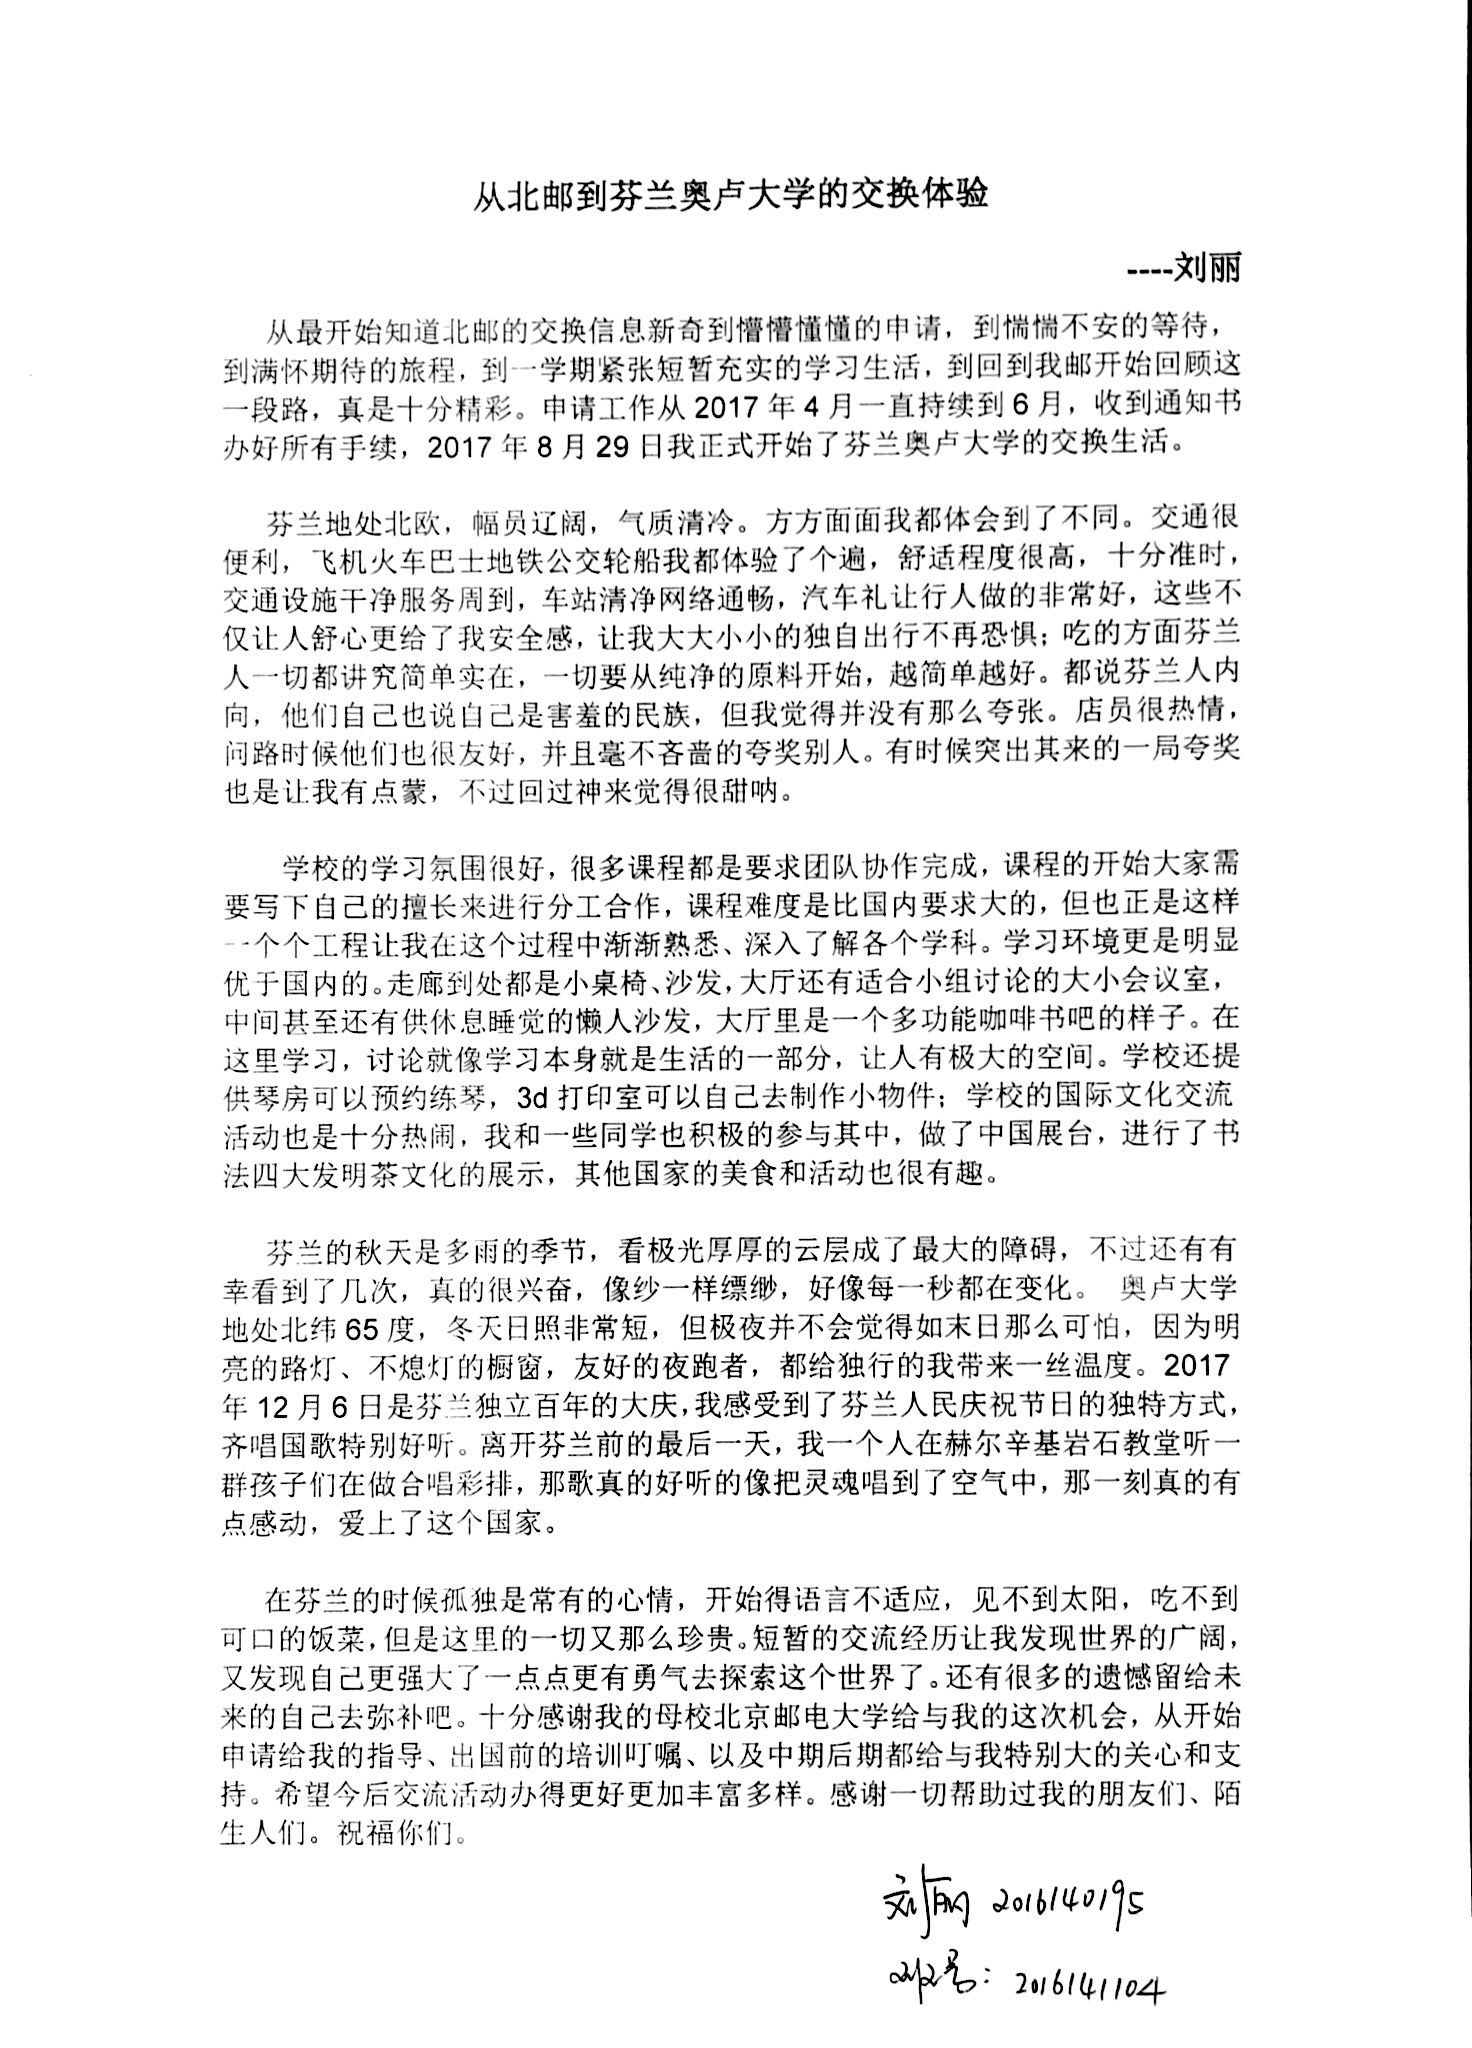 从北邮到芬兰奥卢大学的交换体验
----刘丽
从最开始知道北邮的交换信息新奇到懵懵懂懂的申请，到惴惴不安的等待，
到满怀期待的旅程，到一学期紧张短暂充实的学习生活，到回到我邮开始回顾这
一段路，真是十分精彩。申请工作从 2017 年 4 月一直持续到 6 月，收到通知书
办好所有手续，2017 年 8 月 29 日我正式开始了芬兰奥卢大学的交换生活。
芬兰地处北欧，幅员辽阔，气质清冷。方方面面我都体会到了不同。交通很
便利，飞机火车巴士地铁公交轮船我都体验了个遍，舒适程度很高，十分准时，
交通设施干净服务周到，车站清净网络通畅，汽车礼让行人做的非常好，这些不
仅让人舒心更给了我安全感，让我大大小小的独自出行不再恐惧；吃的方面芬兰
人一切都讲究简单实在，一切要从纯净的原料开始，越简单越好。都说芬兰人内
向，他们自己也说自己是害羞的民族，但我觉得并没有那么夸张。店员很热情，
问路时候他们也很友好，并且毫不吝啬的夸奖别人。有时候突出其来的一局夸奖
也是让我有点蒙，不过回过神来觉得很甜呐。
学校的学习氛围很好，很多课程都是要求团队协作完成，课程的开始大家需
要写下自己的擅长来进行分工合作，课程难度是比国内要求大的，但也正是这样
一个个工程让我在这个过程中渐渐熟悉、深入了解各个学科。学习环境更是明显
优于国内的。走廊到处都是小桌椅、沙发，大厅还有适合小组讨论的大小会议室，
中间甚至还有供休息睡觉的懒人沙发，大厅里是一个多功能咖啡书吧的样子。在
这里学习，讨论就像学习本身就是生活的一部分，让人有极大的空间。学校还提
供琴房可以预约练琴，3d 打印室可以自己去制作小物件；学校的国际文化交流
活动也是十分热闹，我和一些同学也积极的参与其中，做了中国展台，进行了书
法四大发明茶文化的展示，其他国家的美食和活动也很有趣。
芬兰的秋天是多雨的季节，看极光厚厚的云层成了最大的障碍，不过还有有
幸看到了几次，真的很兴奋，像纱一样缥缈，好像每一秒都在变化。 奥卢大学
地处北纬 65 度，冬天日照非常短，但极夜并不会觉得如末日那么可怕，因为明
亮的路灯、不熄灯的橱窗，友好的夜跑者，都给独行的我带来一丝温度。2017
年 12 月 6 日是芬兰独立百年的大庆，我感受到了芬兰人民庆祝节日的独特方式，
齐唱国歌特别好听。离开芬兰前的最后一天，我一个人在赫尔辛基岩石教堂听一
群孩子们在做合唱彩排，那歌真的好听的像把灵魂唱到了空气中，那一刻真的有
点感动，爱上了这个国家。
在芬兰的时候孤独是常有的心情，开始得语言不适应，见不到太阳，吃不到
可口的饭菜，但是这里的一切又那么珍贵。短暂的交流经历让我发现世界的广阔，
又发现自己更强大了一点点更有勇气去探索这个世界了。还有很多的遗憾留给未
来的自己去弥补吧。十分感谢我的母校北京邮电大学给与我的这次机会，从开始
申请给我的指导、出国前的培训叮嘱、以及中期后期都给与我特别大的关心和支
持。希望今后交流活动办得更好更加丰富多样。感谢一切帮助过我的朋友们、陌
生人们。祝福你们。
刘丽 2016140195
：2016141104